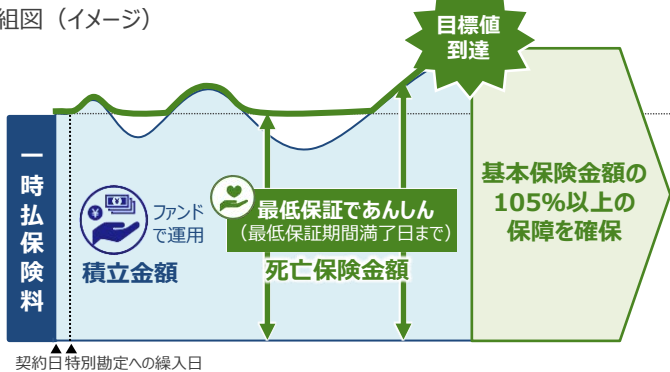 組図（イメージ）
目標値
到達
一時払保険料
ファンド
で運用
積立金額
最低保証であんしん
（最低保証期間満了日まで）
死亡保険金額
基本保険金額の
105%以上の
保障を確保
契約日 特別勘定への繰入日